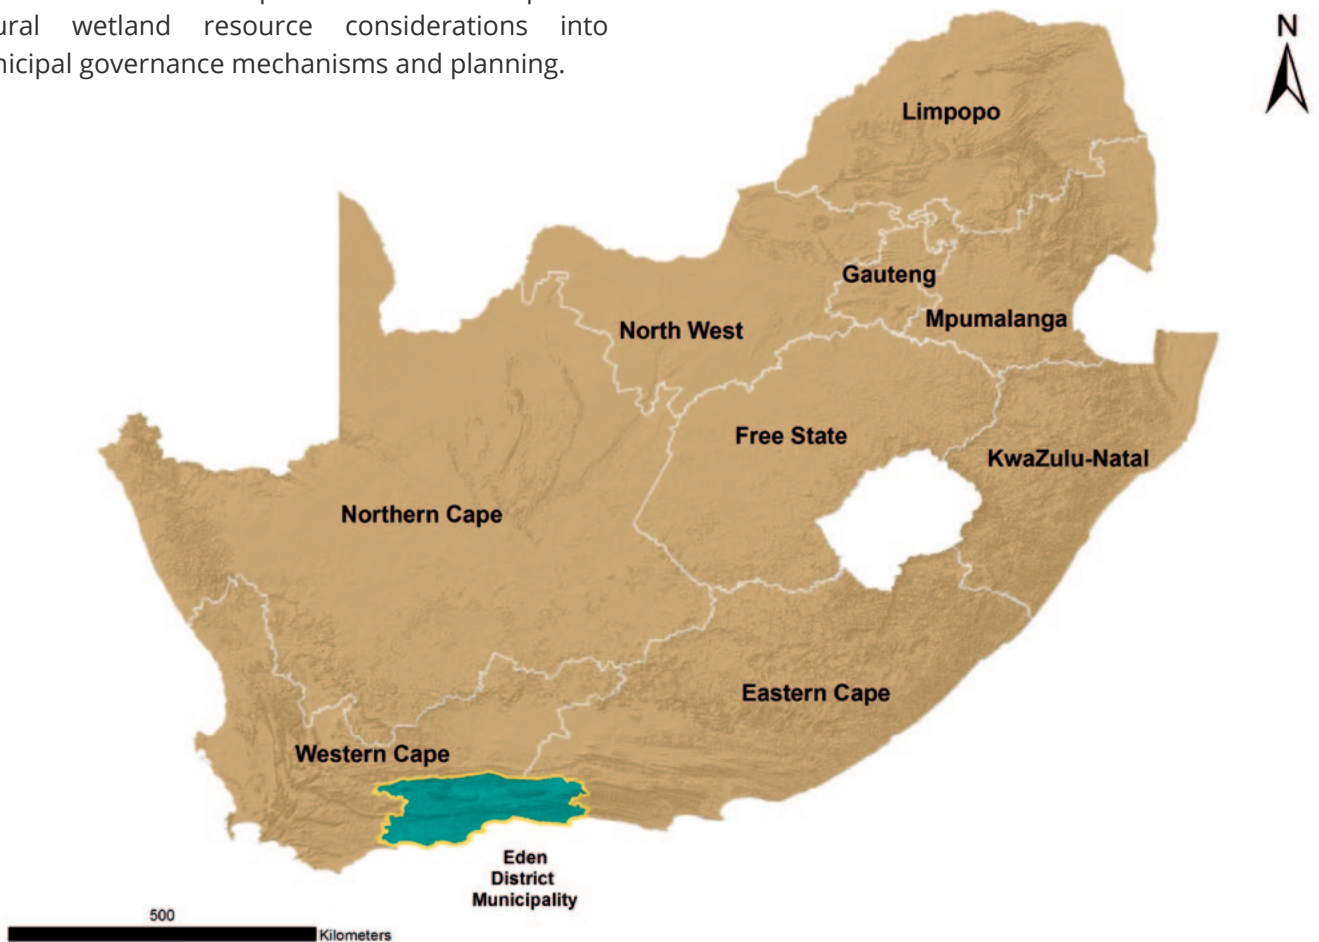 ural wetland resource considerations into
nicipal governance mechanisms and planning.
N
Limpopo
Gauteng
Mpumalanga
North West
Free State
KwaZulu-Natal
Northern Cape
Eastern Cape
Western Cape
Eden
District
Municipality
500
Kilometers